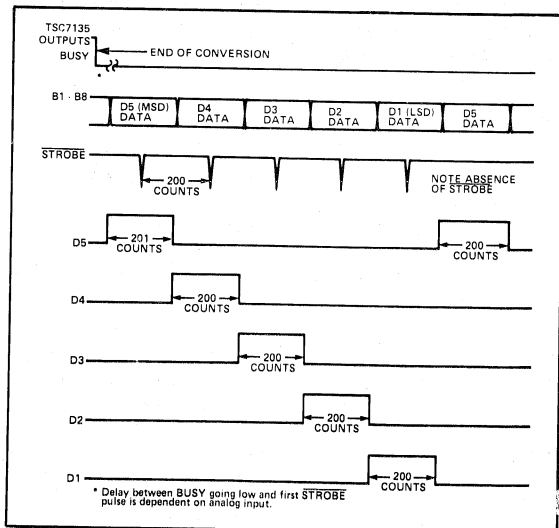 TSC7135
OUTPUTS
BUSY
END OF CONVERSION
*
B1 - B8
D5 (MSD)
DATA
D4
DATA
D3
DATA
D2
DATA
D1 (LSD)
DATA
D5
DATA
STROBE
200
COUNTS
NOTE ABSENCE
OF STROBE
D5
201
COUNTS
200
COUNTS
D4
200
COUNTS
D3
200
COUNTS
D2
200
COUNTS
D1
200
COUNTS
* Delay between BUSY going low and first STROBE
pulse is dependent on analog input.